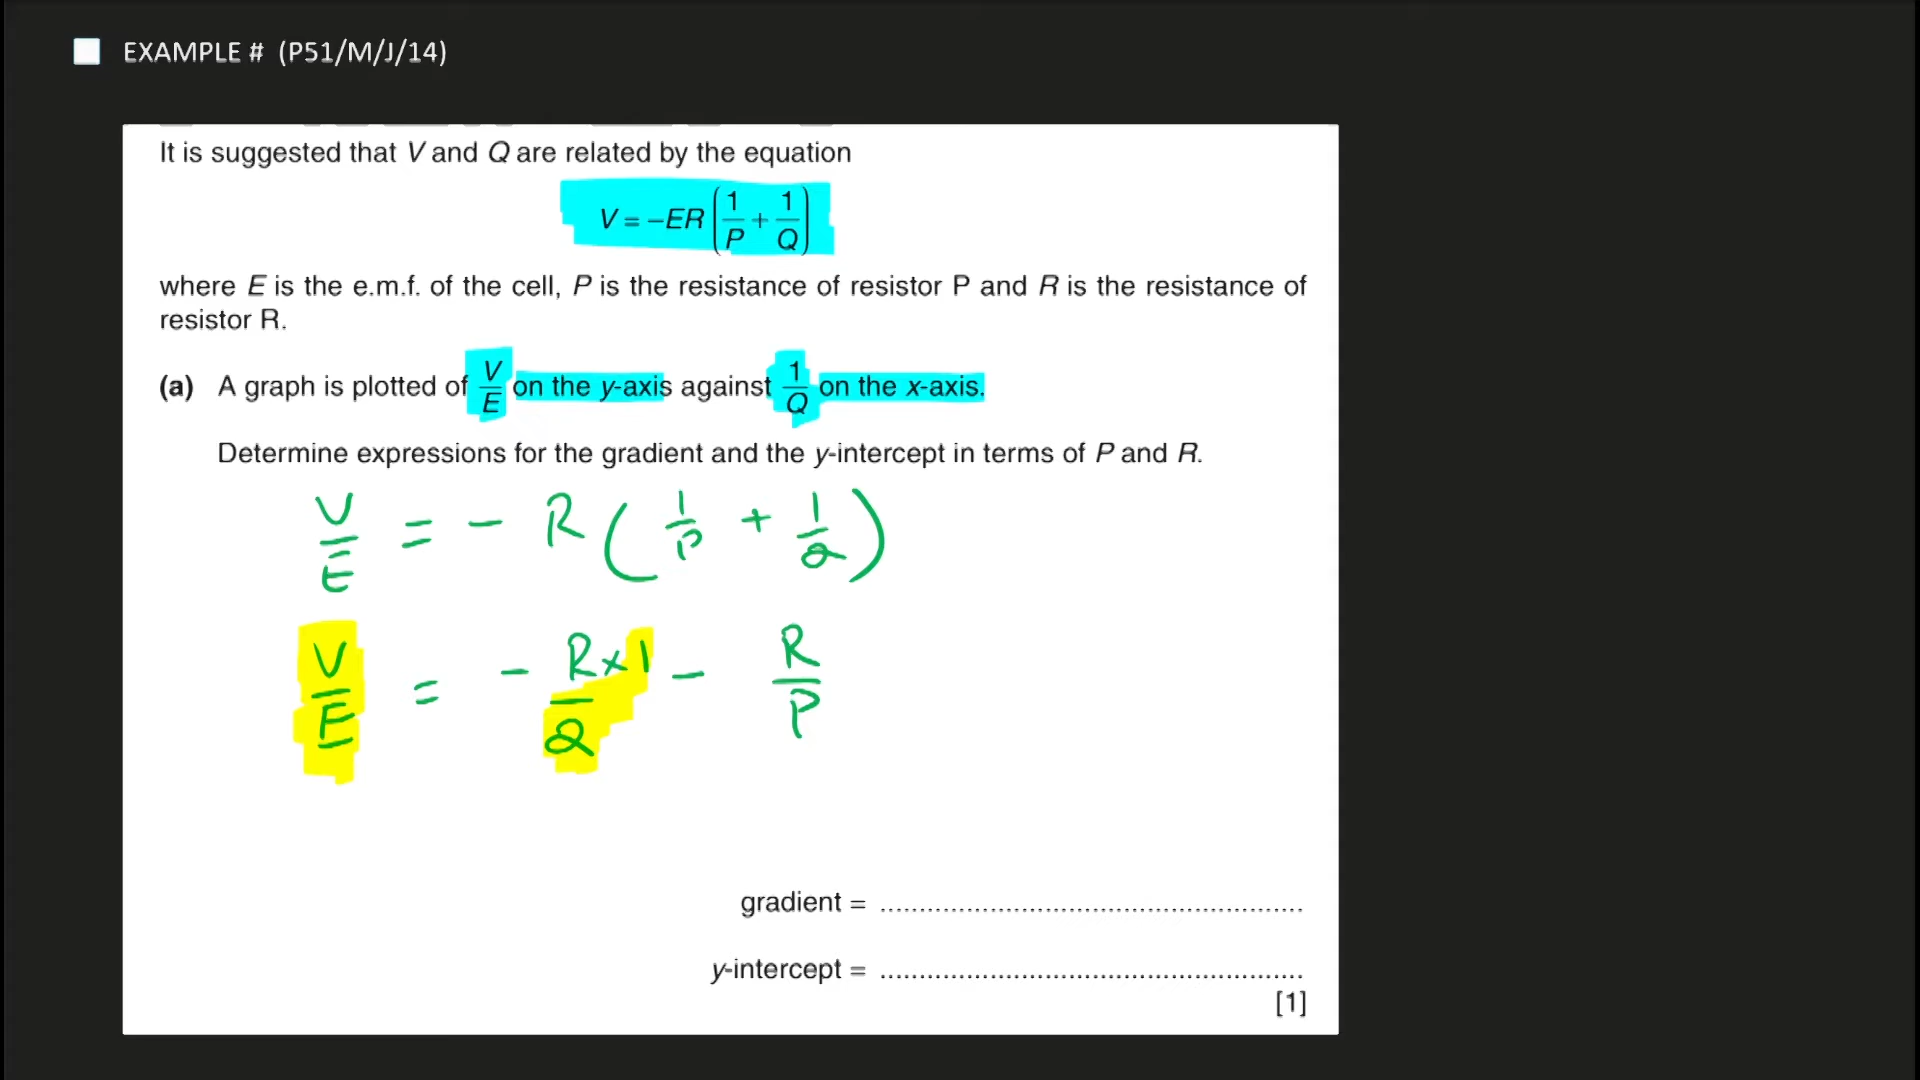 EXAMPLE # (P51/M/J/14)
It is suggested that V and Q are related by the equation
V = –ER (1/P + 1/Q)
where E is the e.m.f. of the cell, P is the resistance of resistor P and R is the resistance of
resistor R.
(a) A graph is plotted of V/E on the y-axis against 1/Q on the x-axis.
Determine expressions for the gradient and the y-intercept in terms of P and R.
V/E = - R (1/P + 1/Q)
V/E = - R×1/Q - R/P
gradient = ......................................................
y-intercept = ......................................................
[1]